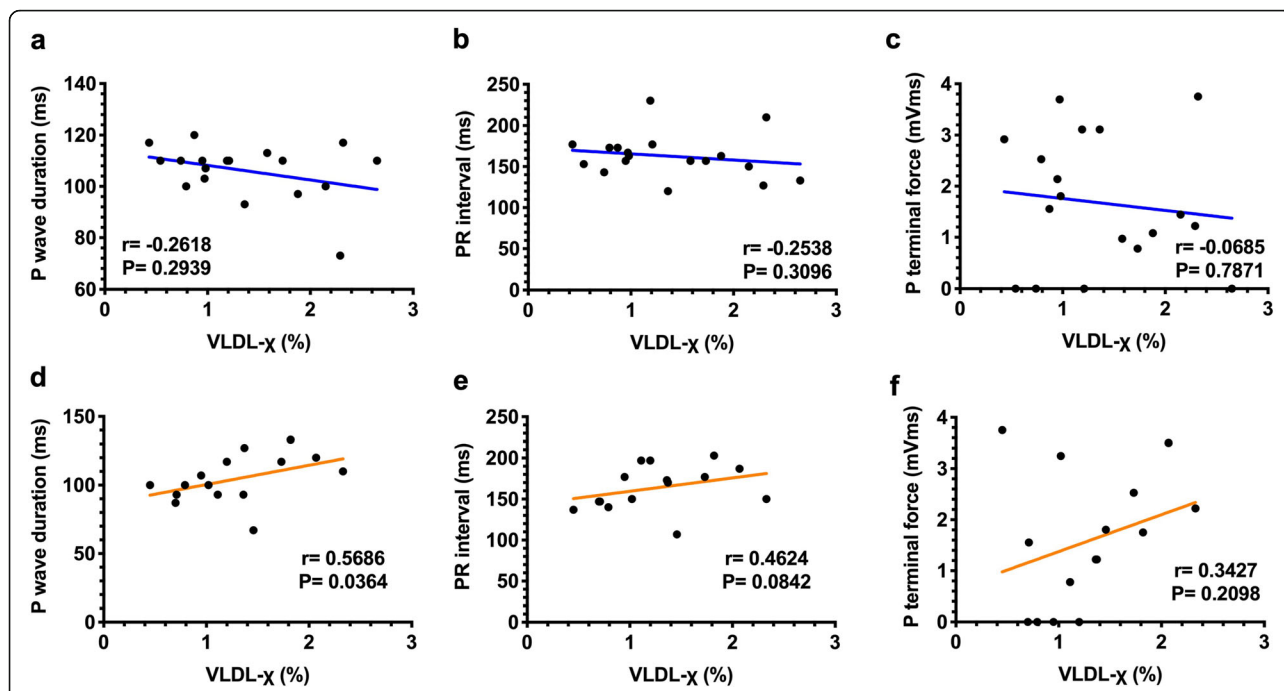 a
P wave duration (ms)
140
120
100
80
60
0
1
2
3
r= -0.2618
P= 0.2939
VLDL-χ (%)
b
PR interval (ms)
250
200
150
100
50
0
0
1
2
3
r= -0.2538
P= 0.3096
VLDL-χ (%)
c
P terminal force (mVms)
4
3
2
1
0
0
1
2
3
r= -0.0685
P= 0.7871
VLDL-χ (%)
d
P wave duration (ms)
150
100
50
0
0
1
2
3
r= 0.5686
P= 0.0364
VLDL-χ (%)
e
PR interval (ms)
250
200
150
100
50
0
0
1
2
3
r= 0.4624
P= 0.0842
VLDL-χ (%)
f
P terminal force (mVms)
4
3
2
1
0
0
1
2
3
r= 0.3427
P= 0.2098
VLDL-χ (%)